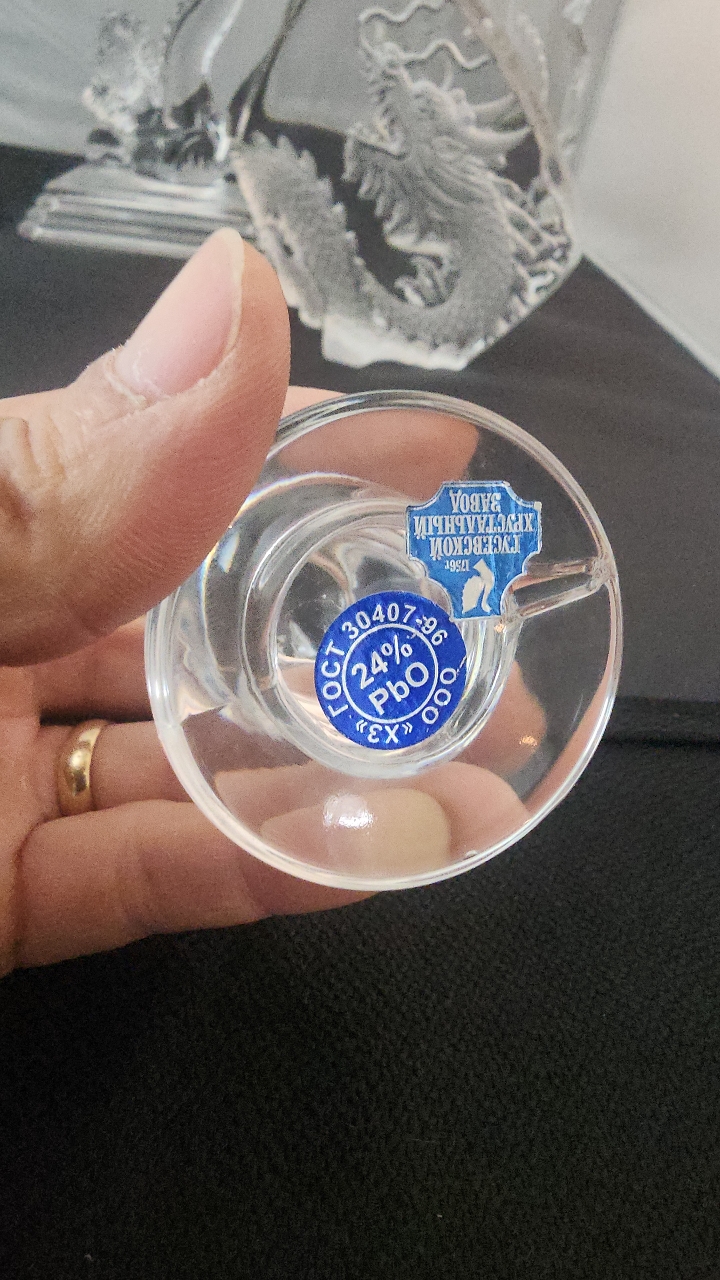 ГУСЕВСКОЙ
ХРУСТАЛЬНЫЙ
ЗАВОД
1756г
ГОСТ 30407-96
24%
PbO
ООО «ХЗ»